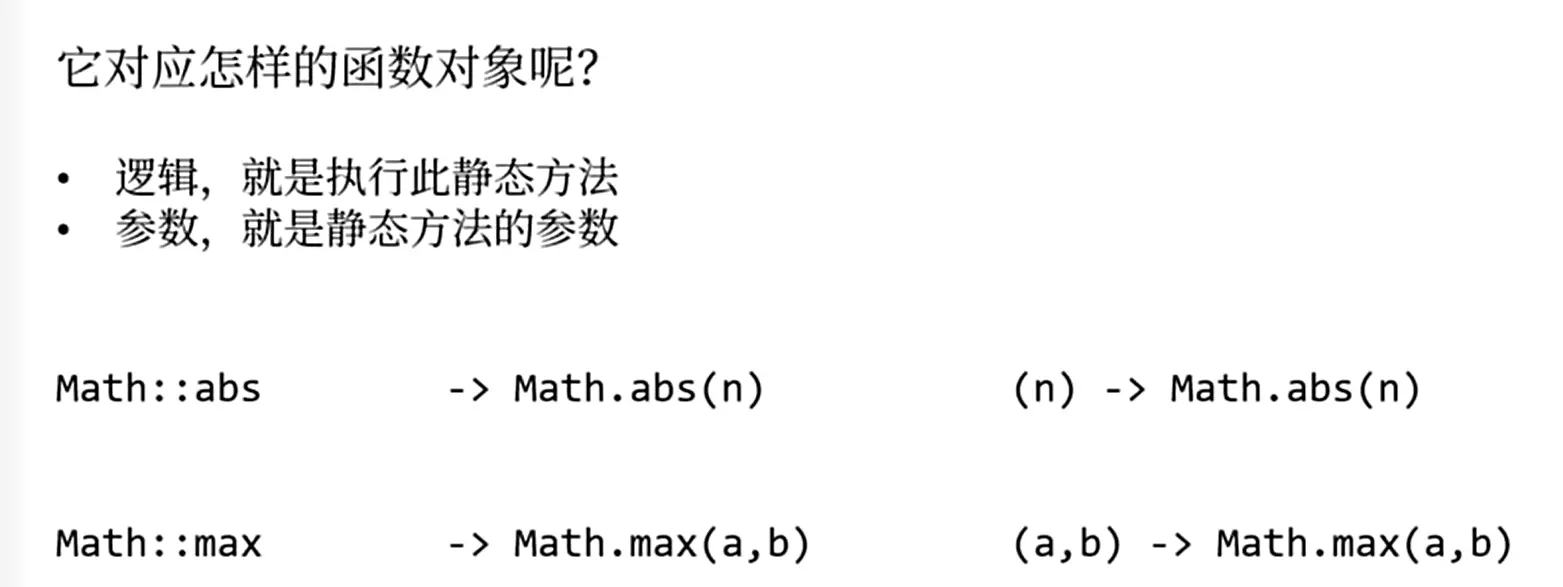 它对应怎样的函数对象呢？
• 逻辑，就是执行此静态方法
• 参数，就是静态方法的参数
Math::abs -> Math.abs(n) (n) -> Math.abs(n)
Math::max -> Math.max(a,b) (a,b) -> Math.max(a,b)